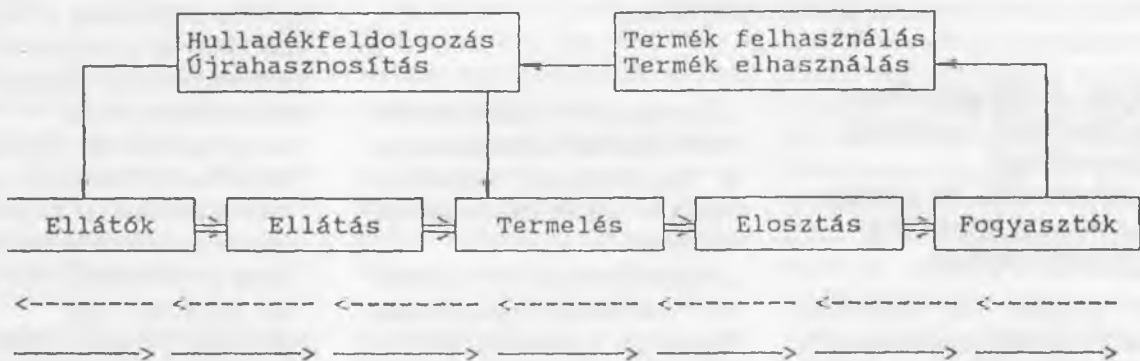 Hulladékfeldolgozás
Újrahasznosítás
Termék felhasználás
Termék elhasználás
Ellátók
Ellátás
Termelés
Elosztás
Fogyasztók